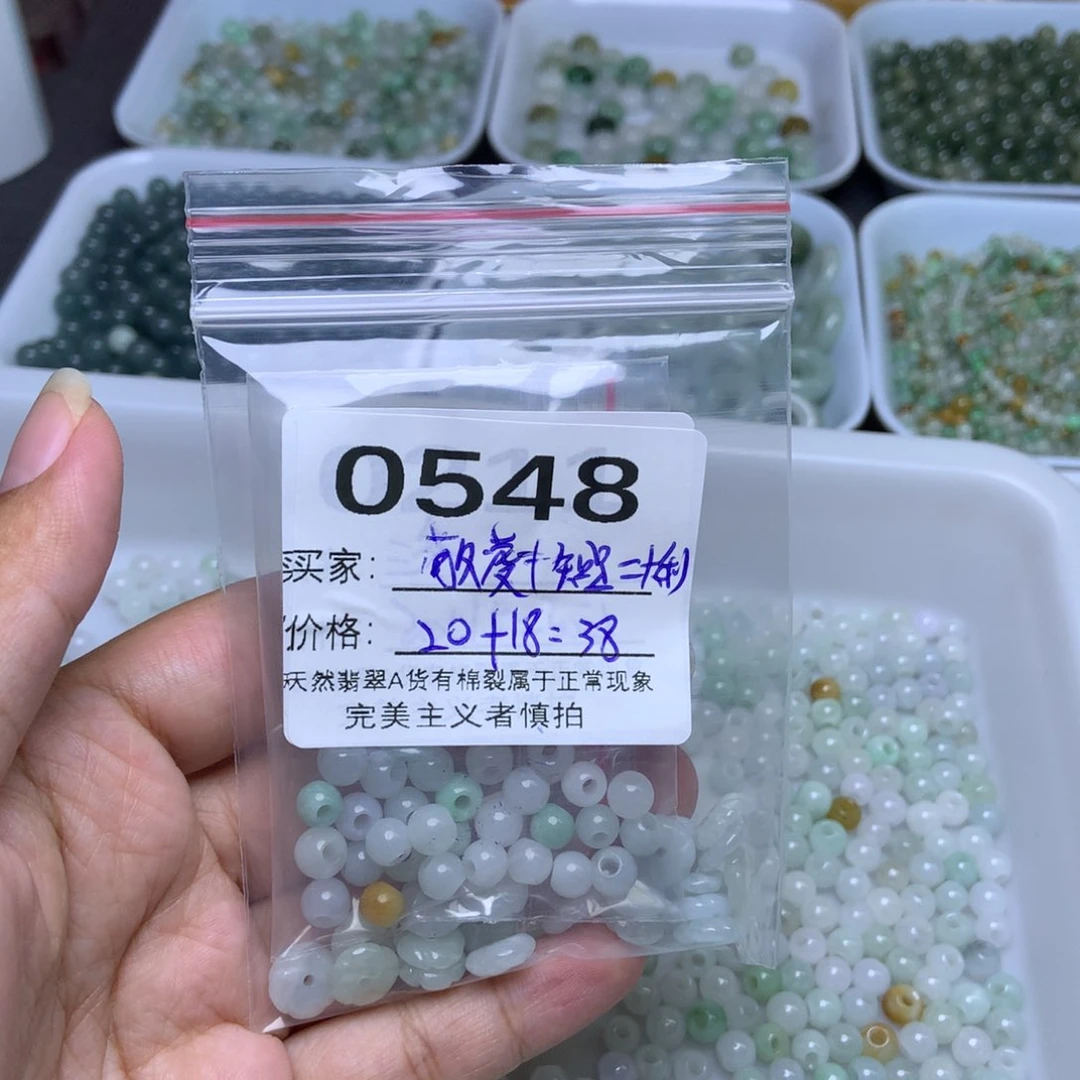 0548
买家:
价格: 20+18=38
天然翡翠A货有棉裂属于正常现象
完美主义者慎拍